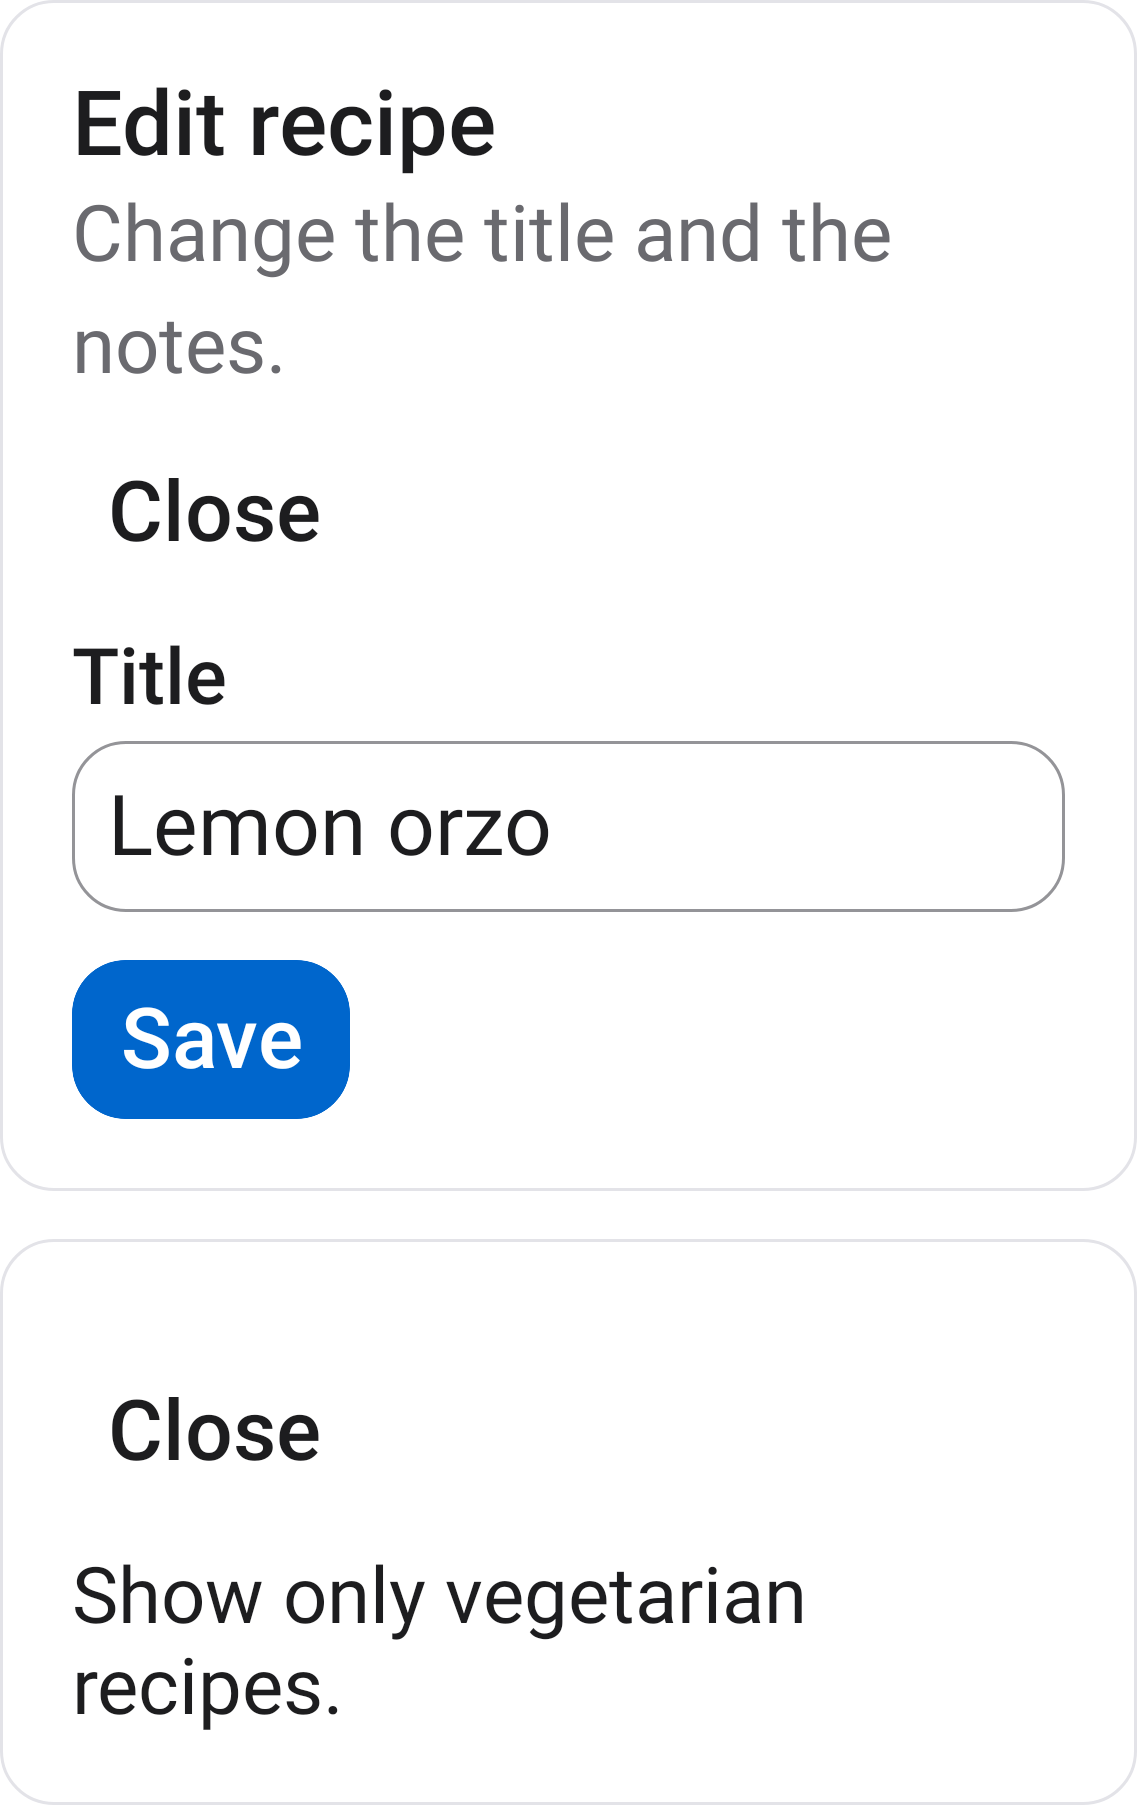 Edit recipe
Change the title and the
notes.
Close
Title
Lemon orzo
Save
Close
Show only vegetarian
recipes.